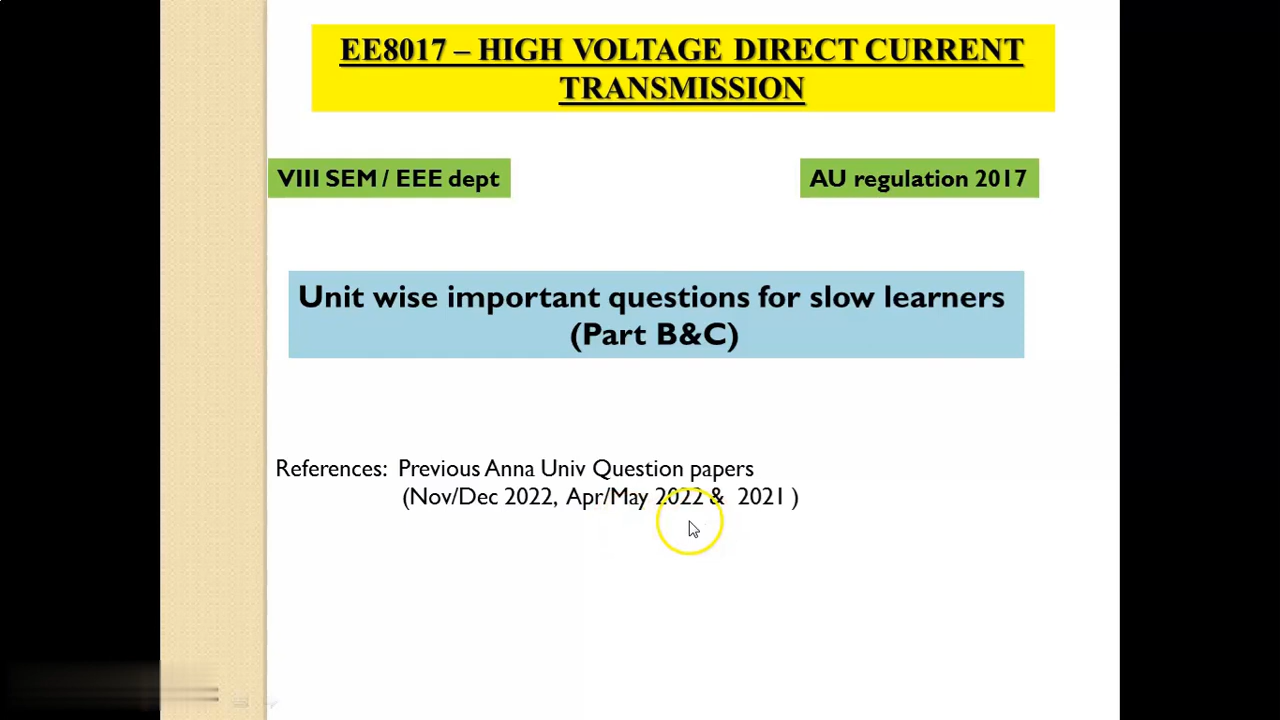 EE8017 – HIGH VOLTAGE DIRECT CURRENT
TRANSMISSION
VIII SEM / EEE dept
AU regulation 2017
Unit wise important questions for slow learners
(Part B&C)
References: Previous Anna Univ Question papers
(Nov/Dec 2022, Apr/May 2022 & 2021 )